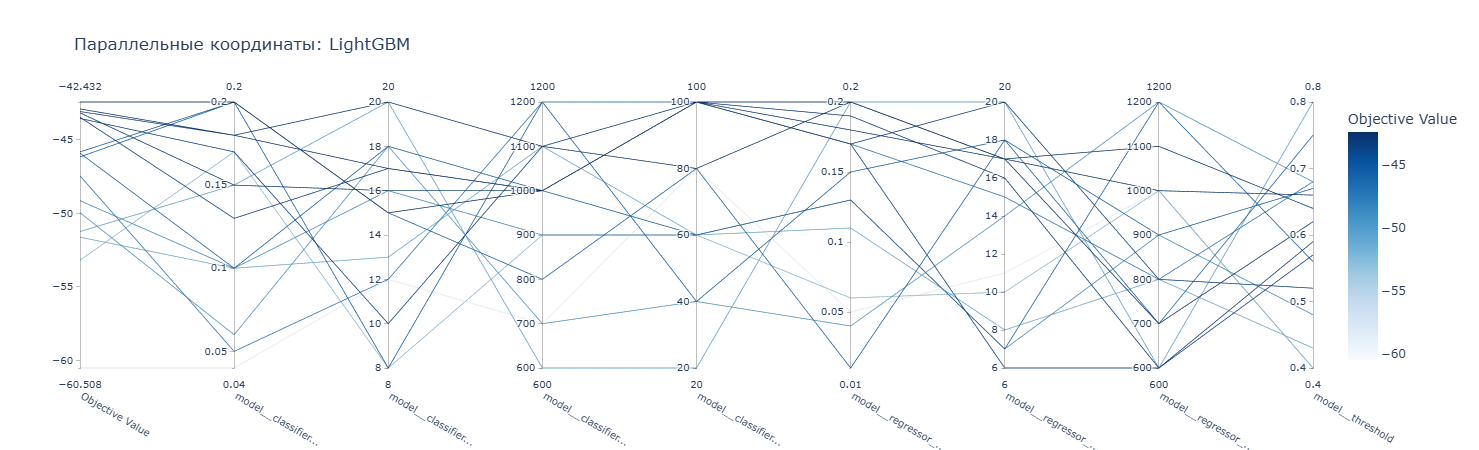 Параллельные координаты: LightGBM
−42.432 0.2 20 1200 100 0.2 20 1200 0.8
Objective Value
0.2 20 1200 100 0.2 20 1200 0.8
−45 18 1100 80 0.15 18 1100 0.7 −45
0.15 16 1000 16 1000
−50 14 900 60 0.1 14 900 0.6 −50
0.1 12 800 40 12 800 0.5
−55 10 700 0.05 10 700 −55
0.05 8
−60 8 600 20 6 600 0.4 −60
−60.508 0.04 8 600 20 0.01 6 600 0.4
Objective Value
model__classifier...
model__classifier...
model__classifier...
model__classifier...
model__regressor_..
model__regressor_..
model__regressor_..
model__threshold